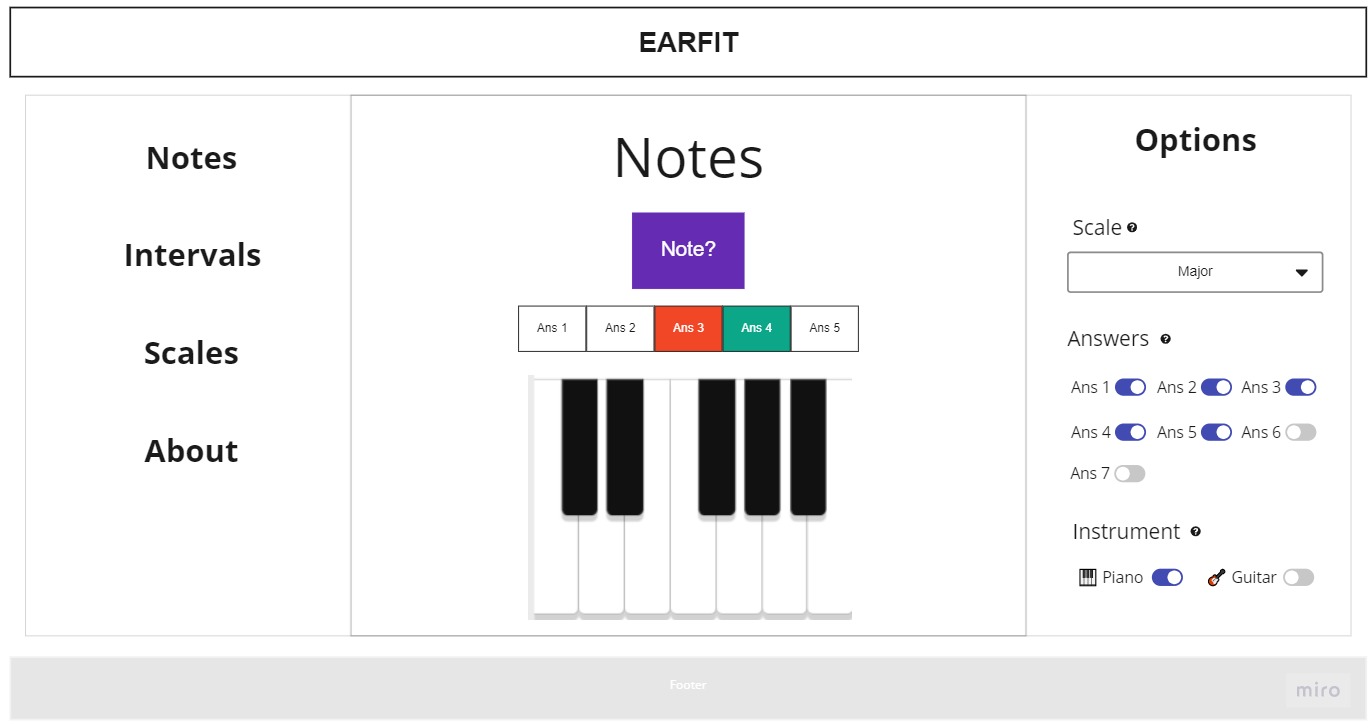 EARFIT
Notes
Intervals
Scales
About
Notes
Note?
Ans 1 Ans 2 Ans 3 Ans 4 Ans 5
Options
Scale ?
Major
Answers ?
Ans 1 Ans 2 Ans 3
Ans 4 Ans 5 Ans 6
Ans 7
Instrument ?
Piano Guitar
Footer
miro